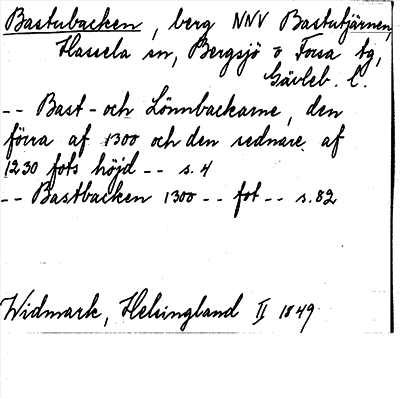 Bastubacken, berg NNV Bastutjärnen,
Hassela sn, Bergsjö o Forsa tg,
Gävleb. l.
-- Bast- och Lönnbackarne, den
förra af 1300 och den sednare af
1230 fots höjd -- s. 4
-- Bastbacken 1300 -- fot -- s. 82
Widmark, Helsingland II 1849